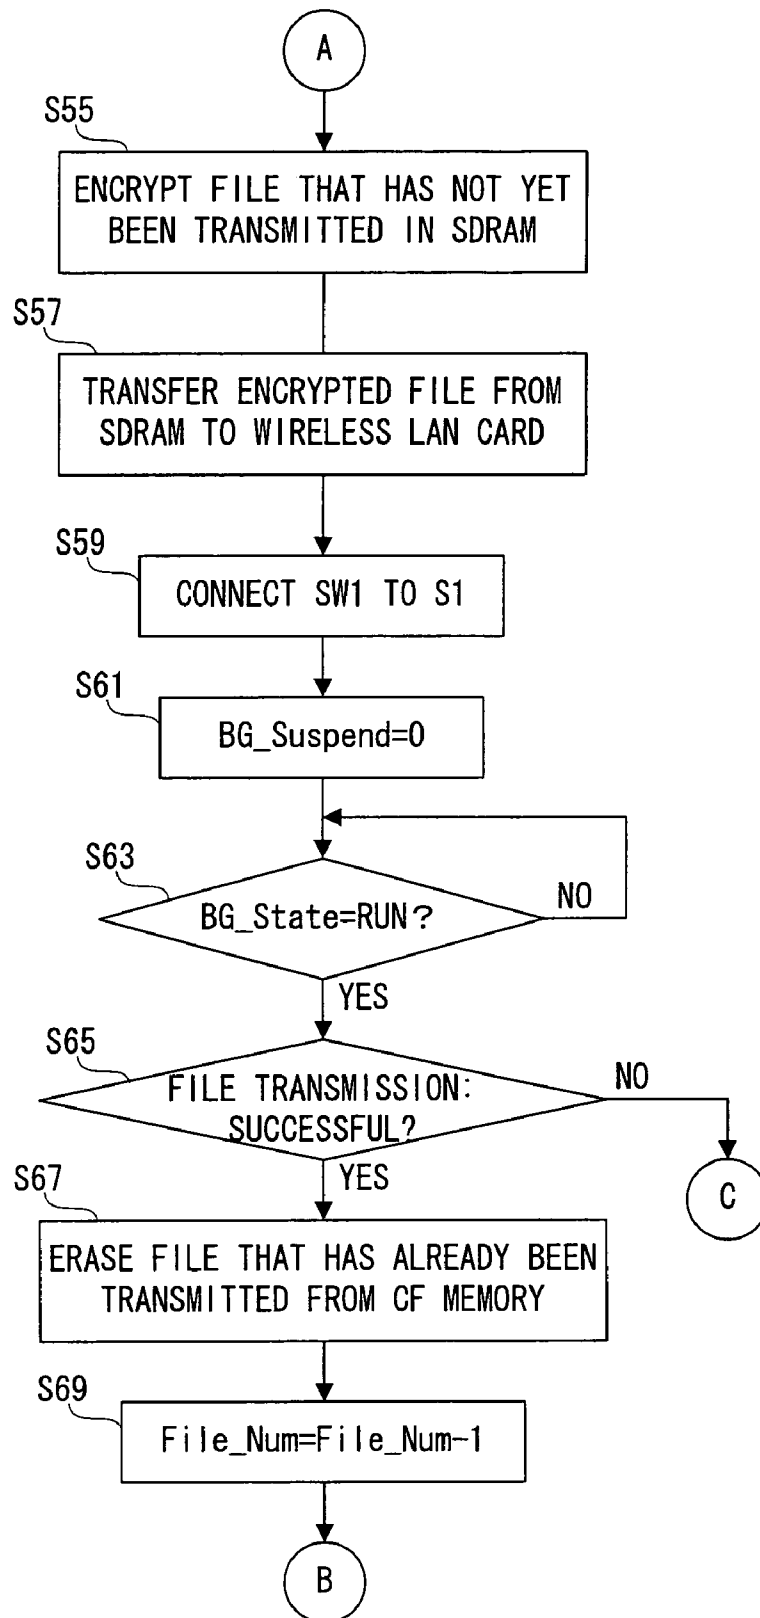 A
S55
ENCRYPT FILE THAT HAS NOT YET
BEEN TRANSMITTED IN SDRAM
S57
TRANSFER ENCRYPTED FILE FROM
SDRAM TO WIRELESS LAN CARD
S59
CONNECT SW1 TO S1
S61
BG_Suspend=0
S63
BG_State=RUN?
NO
YES
S65
FILE TRANSMISSION:
SUCCESSFUL?
NO
C
YES
S67
ERASE FILE THAT HAS ALREADY BEEN
TRANSMITTED FROM CF MEMORY
S69
File_Num=File_Num-1
B